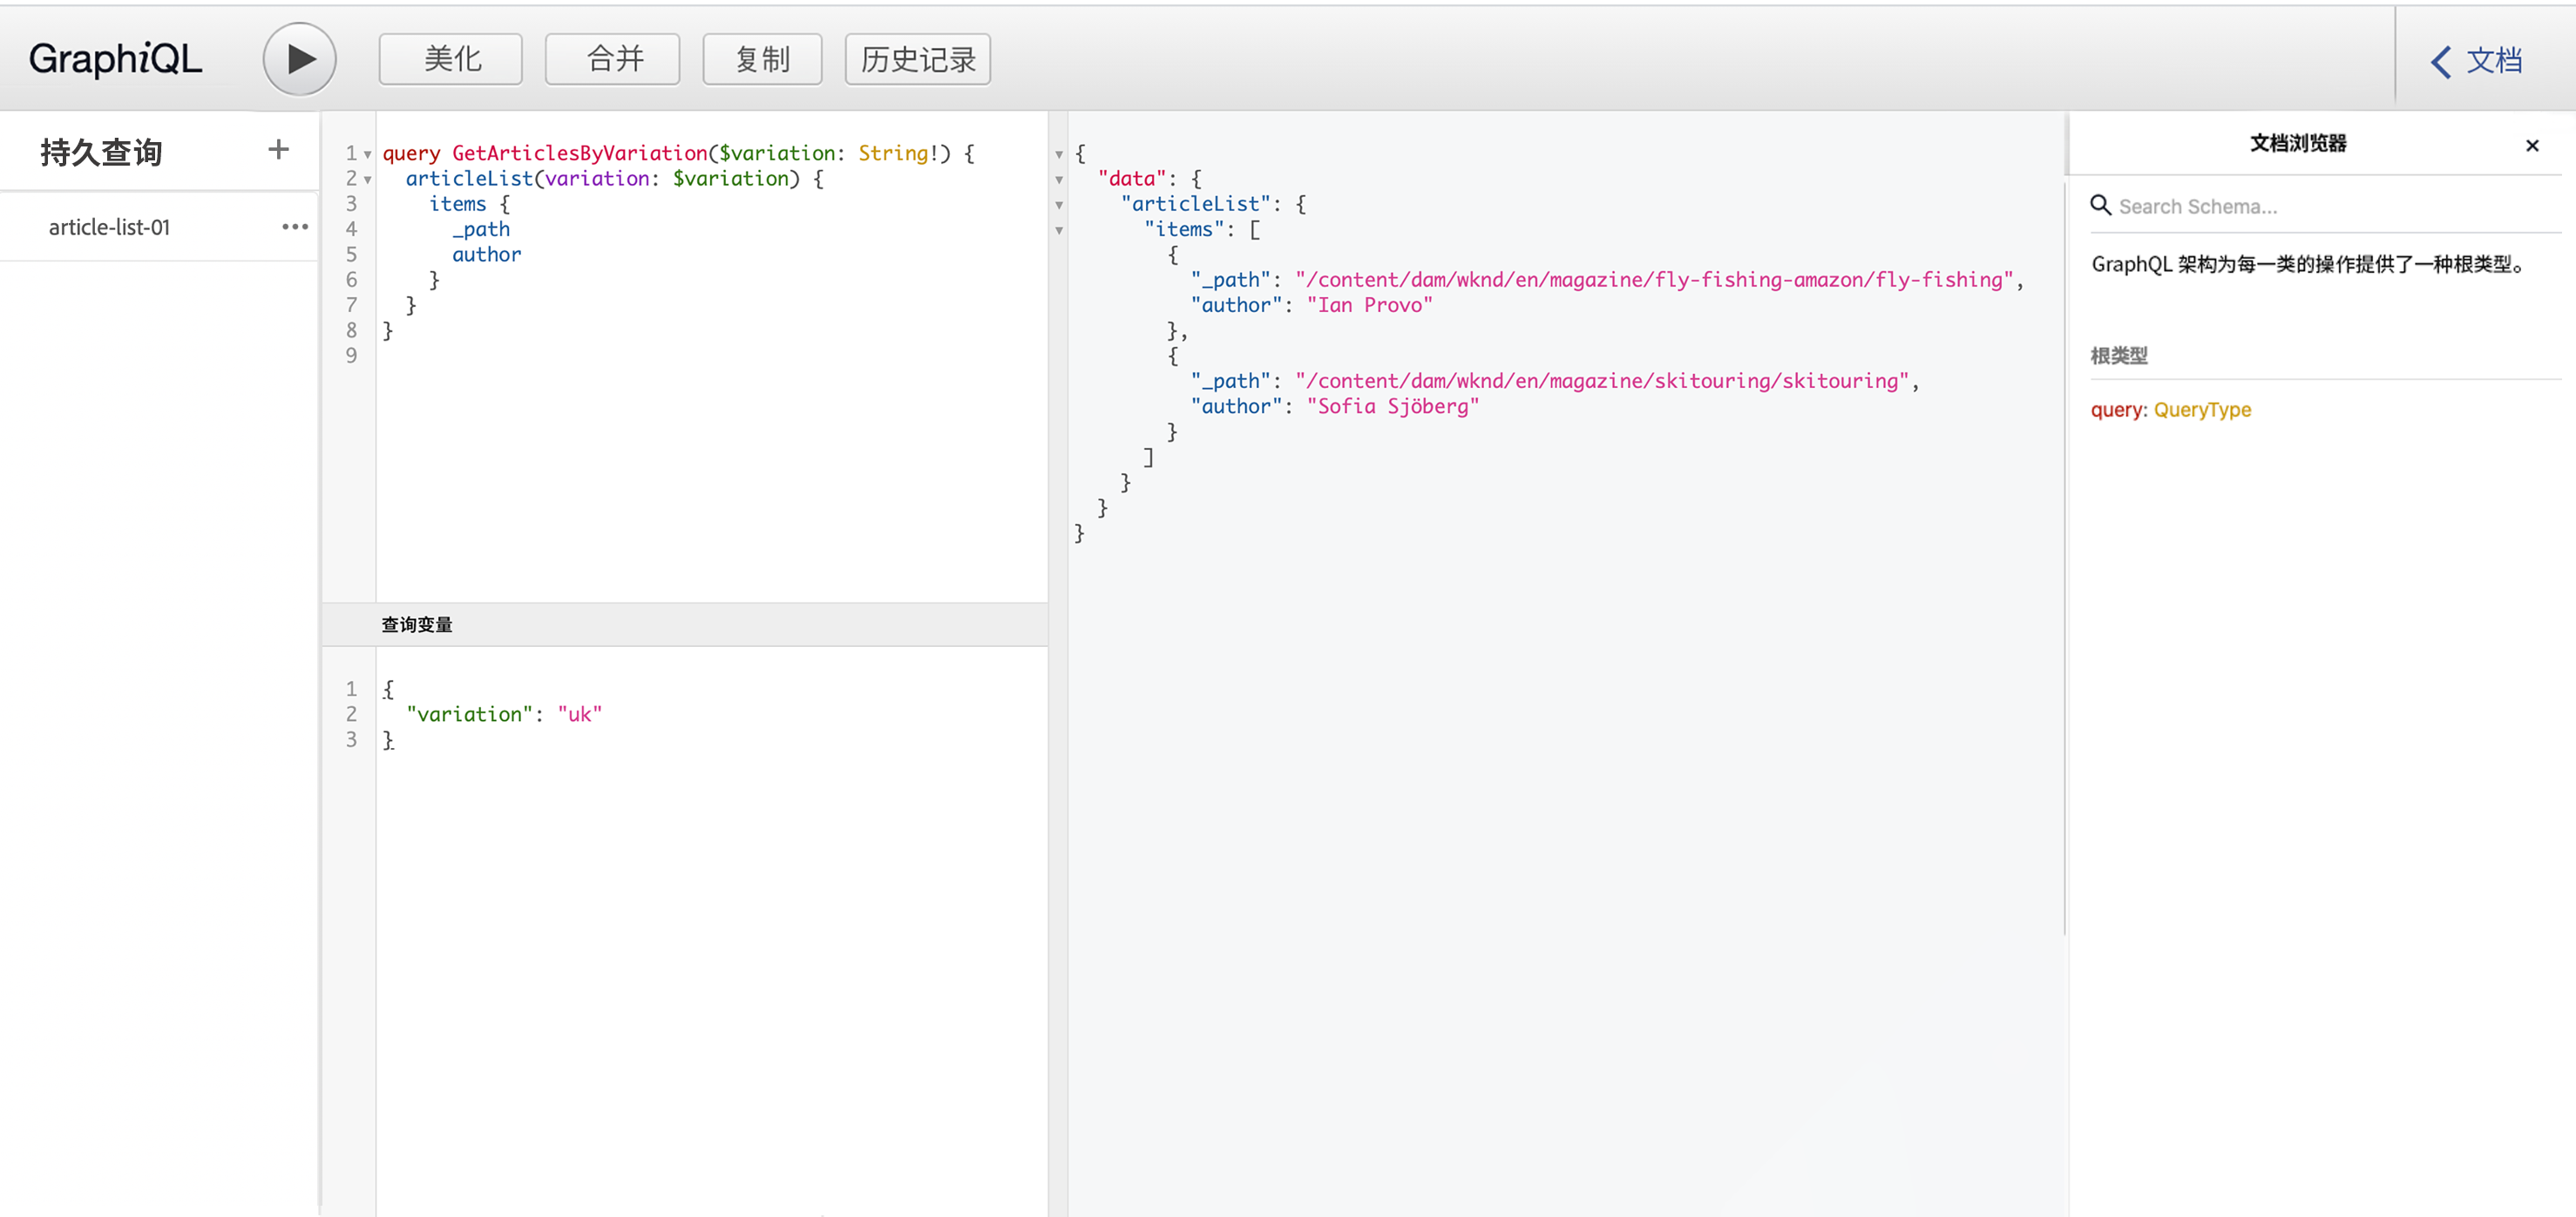 GraphiQL
美化
合并
复制
历史记录
文档
持久查询
article-list-01
1 query GetArticlesByVariation($variation: String!) {
2 articleList(variation: $variation) {
3 items {
4 _path
5 author
6 }
7 }
8 }
9
查询变量
1 {
2 "variation": "uk"
3 }
{
"data": {
"articleList": {
"items": [
{
"_path": "/content/dam/wknd/en/magazine/fly-fishing-amazon/fly-fishing",
"author": "Ian Provo"
},
{
"_path": "/content/dam/wknd/en/magazine/skitouring/skitouring",
"author": "Sofia Sjöberg"
}
]
}
}
}
文档浏览器
Search Schema...
GraphQL 架构为每一类的操作提供了一种根类型。
根类型
query: QueryType